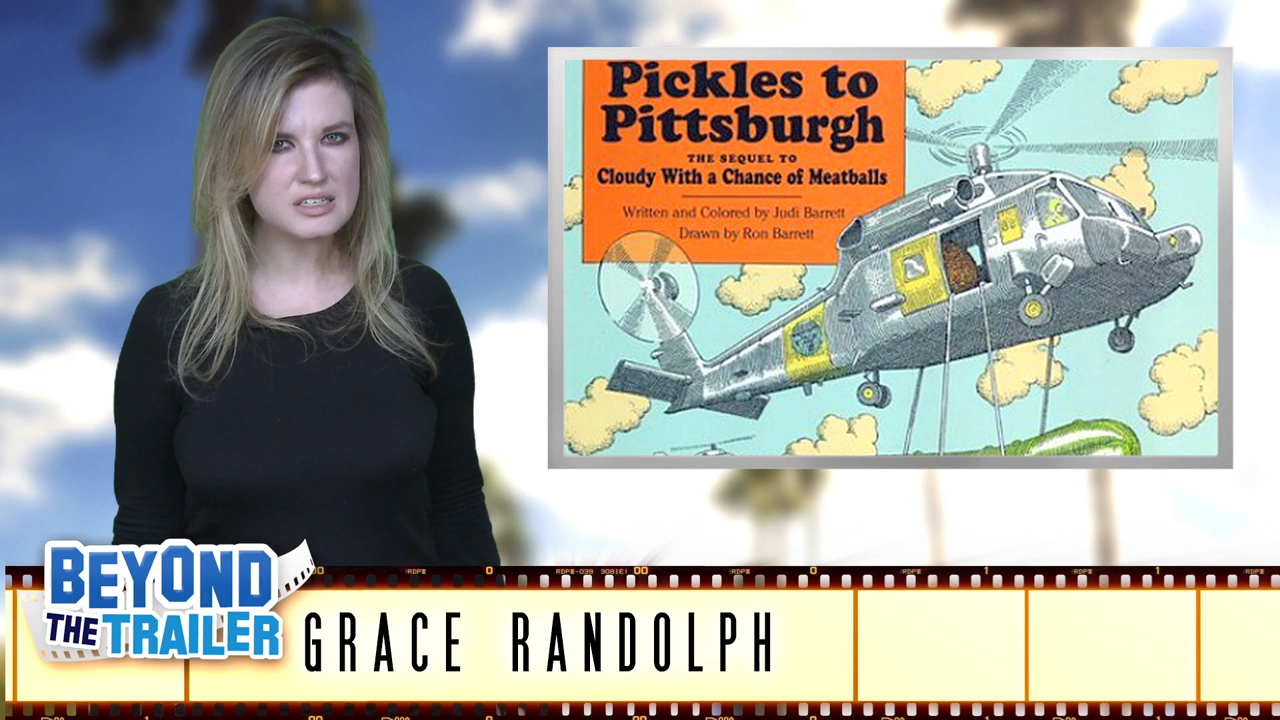 Pickles to
Pittsburgh
THE SEQUEL TO
Cloudy With a Chance of Meatballs
Written and Colored by Judi Barrett
Drawn by Ron Barrett
BEYOND
THE TRAILER
GRACE RANDOLPH